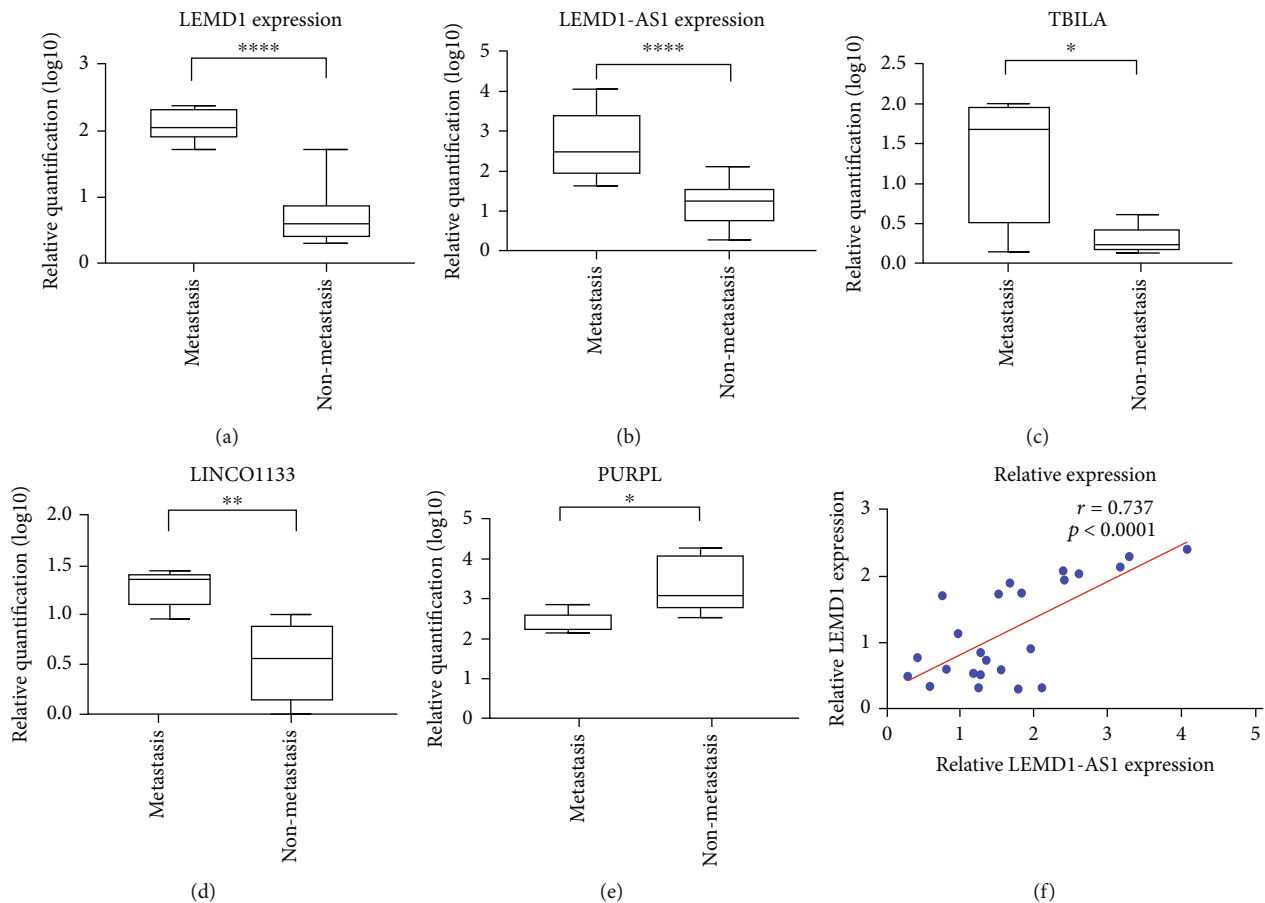 LEMD1 expression
****
Relative quantification (log10)
3
2
1
0
Metastasis
Non-metastasis
(a)
LEMD1-AS1 expression
****
Relative quantification (log10)
5
4
3
2
1
0
Metastasis
Non-metastasis
(b)
TBILA
*
Relative quantification (log10)
2.5
2.0
1.5
1.0
0.5
0.0
Metastasis
Non-metastasis
(c)
LINCO1133
**
Relative quantification (log10)
2.0
1.5
1.0
0.5
0.0
Metastasis
Non-metastasis
(d)
PURPL
*
Relative quantification (log10)
5
4
3
2
1
0
Metastasis
Non-metastasis
(e)
Relative expression
r = 0.737
p < 0.0001
Relative LEMD1 expression
3
2
1
0
0 1 2 3 4 5
Relative LEMD1-AS1 expression
(f)